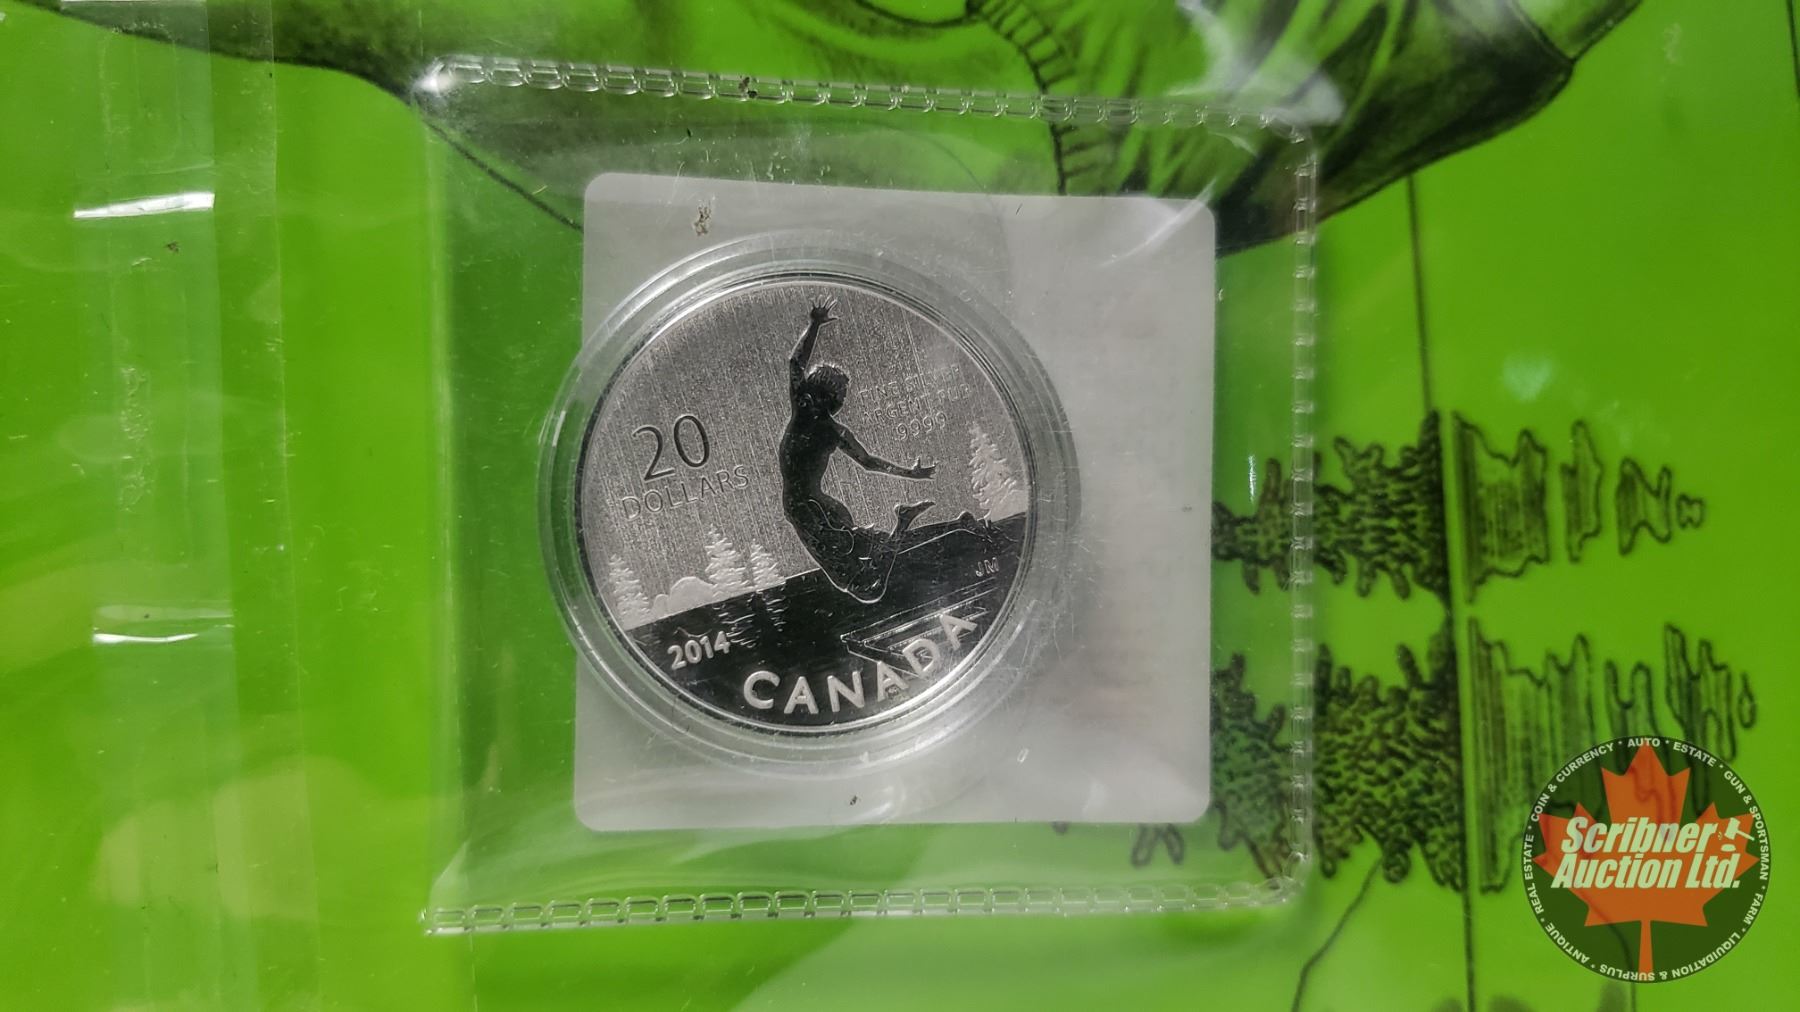 20
DOLLARS
FINE SILVER
ARGENT PUR
9999
JM
2014
CANADA
Scribner
Auction Ltd.
COIN & CURRENCY • AUTO • ESTATE • GUN & SPORTSMAN • FARM • LIQUIDATION & SURPLUS • ANTIQUE • REAL ESTATE •